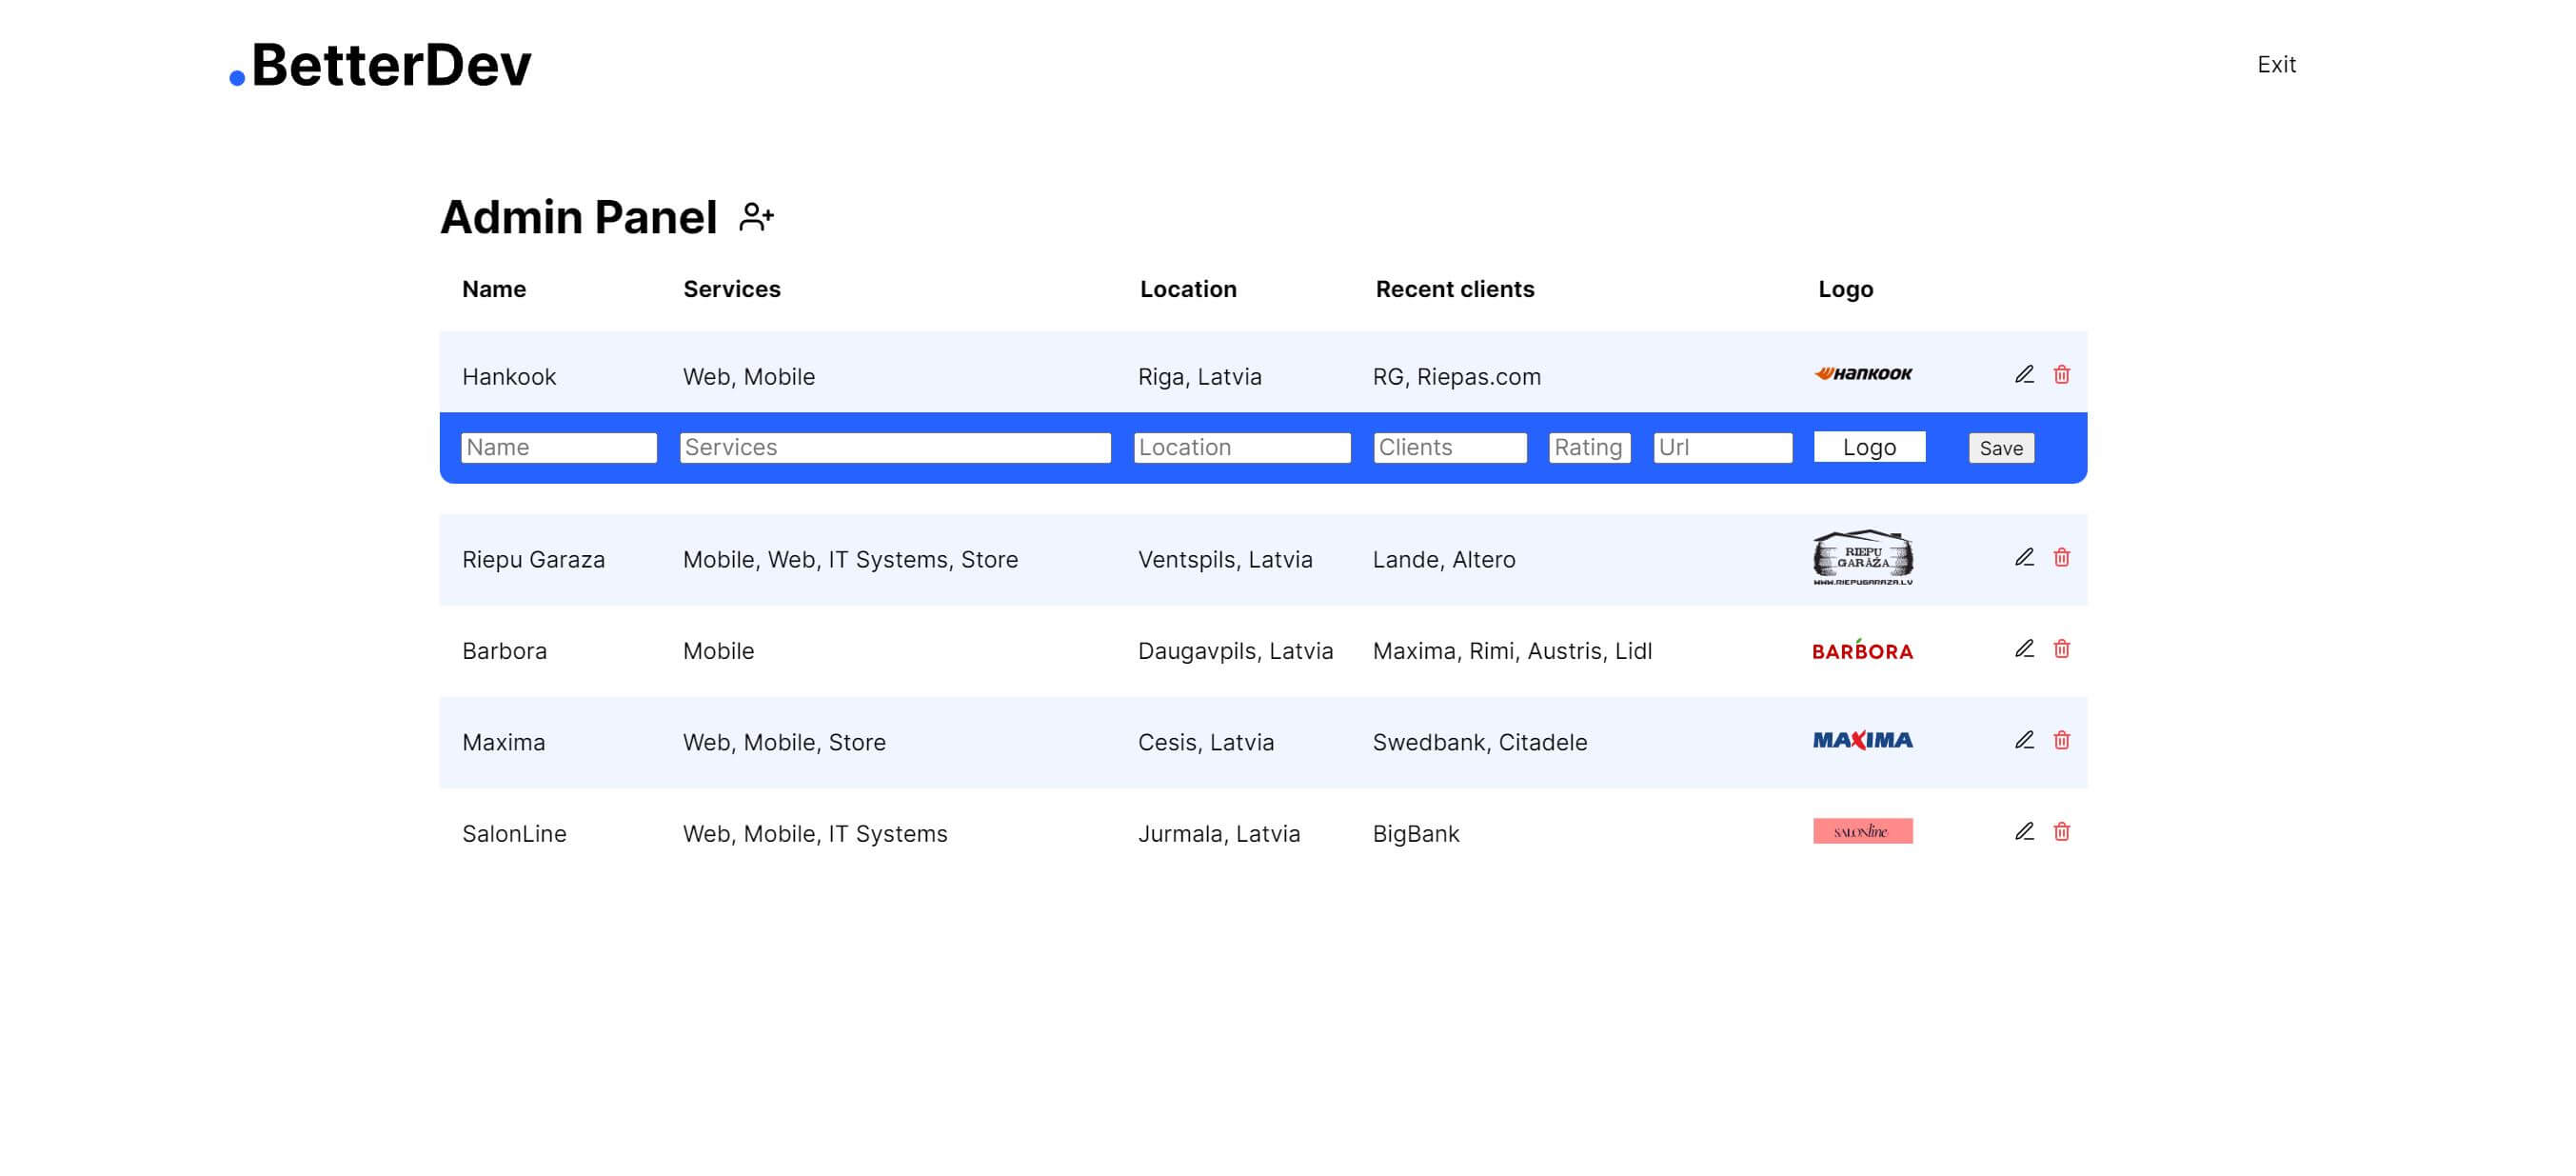 .BetterDev
Exit
Admin Panel
Name Services Location Recent clients Logo
Hankook Web, Mobile Riga, Latvia RG, Riepas.com HANKOOK
Name Services Location Clients Rating Url Logo Save
RIEPU
Riepu Garaza Mobile, Web, IT Systems, Store Ventspils, Latvia Lande, Altero GARĀŽA
WWW.RIEPUGARAZA.LV
Barbora Mobile Daugavpils, Latvia Maxima, Rimi, Austris, Lidl BARBORA
Maxima Web, Mobile, Store Cesis, Latvia Swedbank, Citadele MAXIMA
SalonLine Web, Mobile, IT Systems Jurmala, Latvia BigBank SALONline